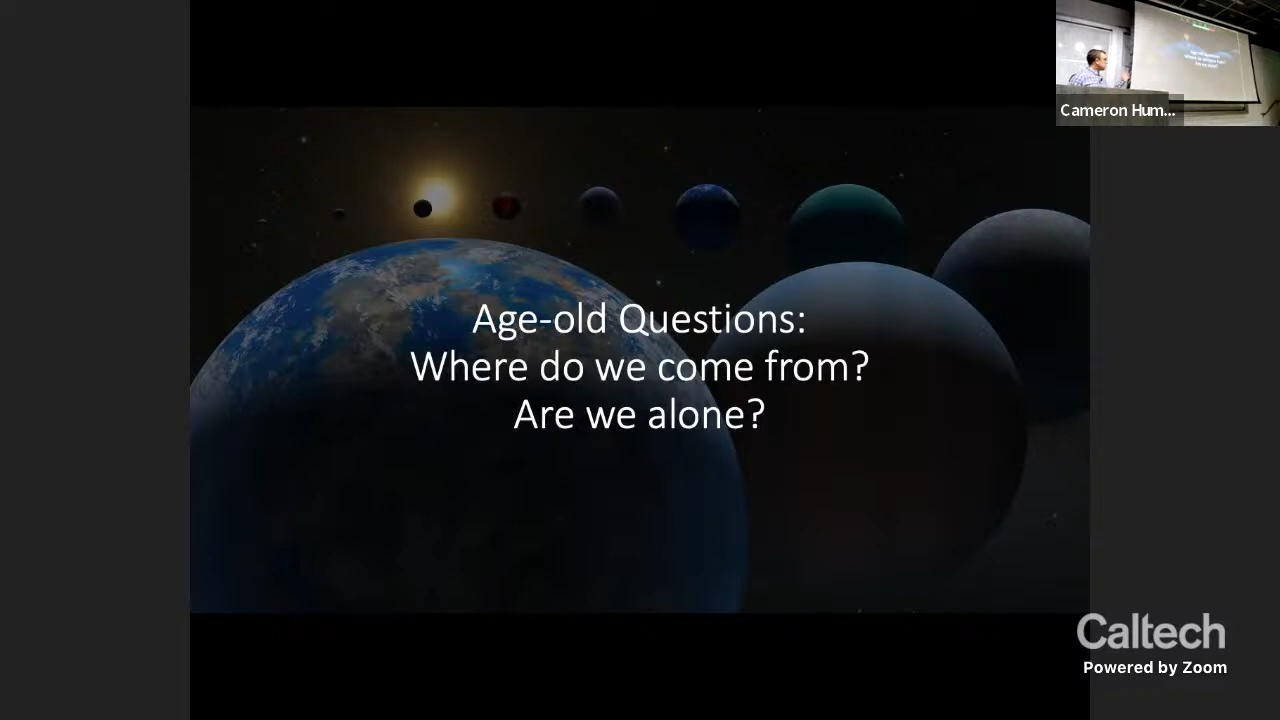 Cameron Hum...
Age-old Questions:
Where do we come from?
Are we alone?
Caltech
Powered by Zoom